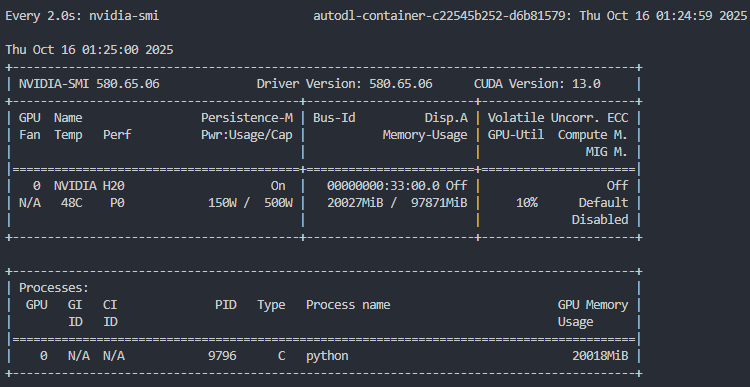 Every 2.0s: nvidia-smi                      autodl-container-c22545b252-d6b81579: Thu Oct 16 01:24:59 2025
Thu Oct 16 01:25:00 2025
+-----------------------------------------------------------------------------------------+
| NVIDIA-SMI 580.65.06              Driver Version: 580.65.06      CUDA Version: 13.0     |
+-----------------------------------------+------------------------+----------------------+
| GPU  Name                 Persistence-M | Bus-Id          Disp.A | Volatile Uncorr. ECC |
| Fan  Temp   Perf          Pwr:Usage/Cap |           Memory-Usage | GPU-Util  Compute M. |
|                                         |                        |               MIG M. |
|=========================================+========================+======================|
|   0  NVIDIA H20                     On  |   00000000:33:00.0 Off |                  Off |
| N/A   48C    P0            150W /  500W |   20027MiB /  97871MiB |     10%      Default |
|                                         |                        |             Disabled |
+-----------------------------------------+------------------------+----------------------+
+-----------------------------------------------------------------------------------------+
| Processes:                                                                              |
|  GPU   GI   CI              PID   Type   Process name                        GPU Memory |
|        ID   ID                                                               Usage      |
|=========================================================================================|
|    0   N/A  N/A            9796      C   python                                20018MiB |
+-----------------------------------------------------------------------------------------+